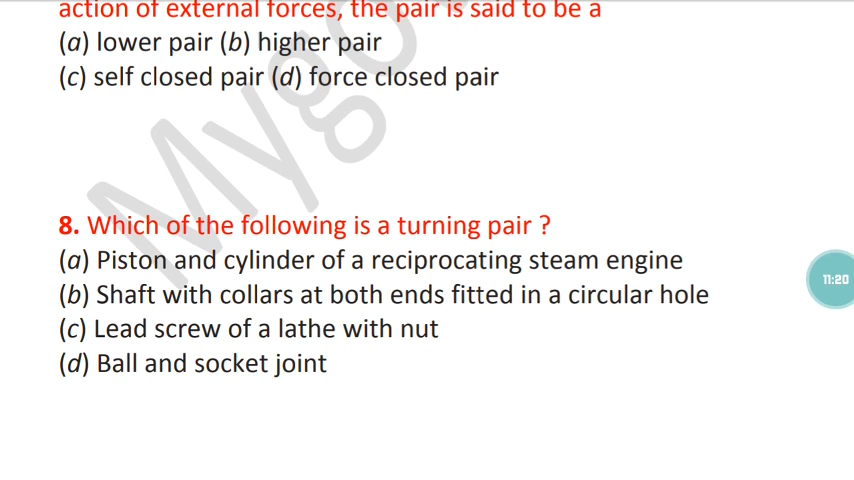 action of external forces, the pair is said to be a
(a) lower pair (b) higher pair
(c) self closed pair (d) force closed pair
8. Which of the following is a turning pair ?
(a) Piston and cylinder of a reciprocating steam engine
(b) Shaft with collars at both ends fitted in a circular hole
11:20
(c) Lead screw of a lathe with nut
(d) Ball and socket joint